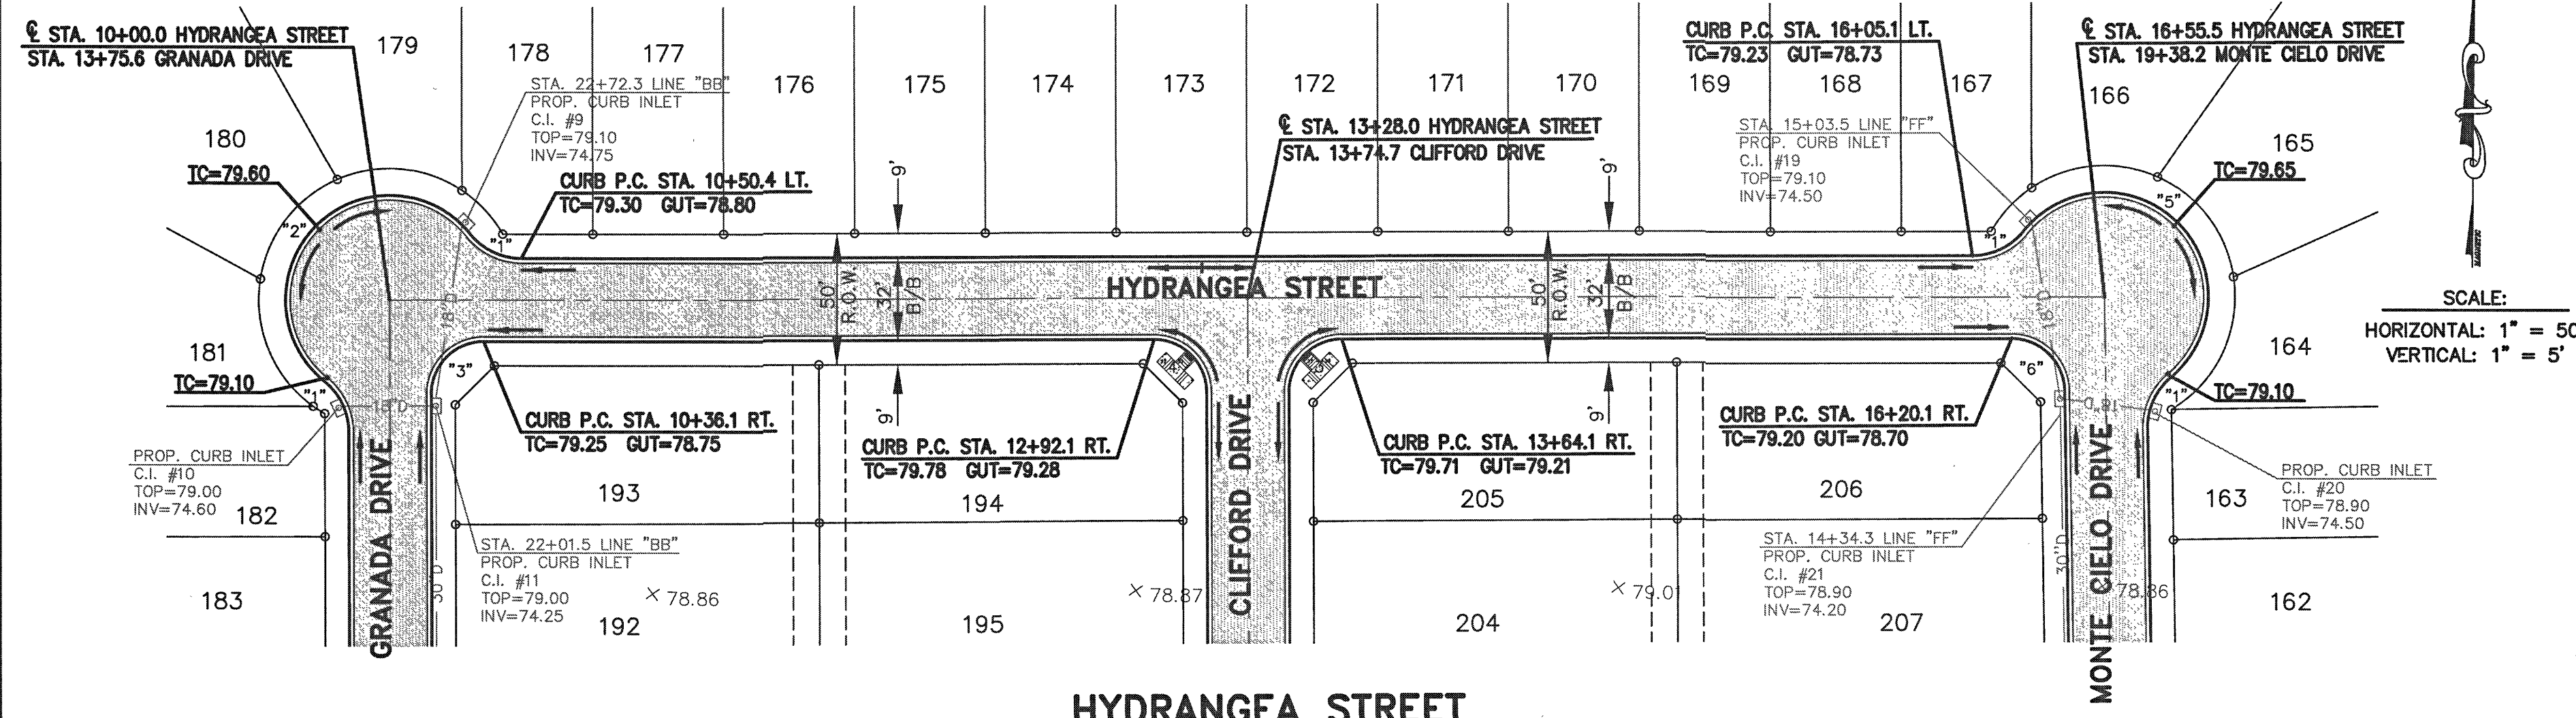 ℄ STA. 10+00.0 HYDRANGEA STREET
STA. 13+75.6 GRANADA DRIVE
179
178
177
176
175
174
173
172
171
170
169
168
167
166
165
CURB P.C. STA. 16+05.1 LT.
TC=79.23 GUT=78.73
℄ STA. 16+55.5 HYDRANGEA STREET
STA. 19+38.2 MONTE CIELO DRIVE
STA. 22+72.3 LINE "BB"
PROP. CURB INLET
C.I. #9
TOP=79.10
INV=74.75
180
TC=79.60
CURB P.C. STA. 10+50.4 LT.
TC=79.30 GUT=78.80
℄ STA. 13+28.0 HYDRANGEA STREET
STA. 13+74.7 CLIFFORD DRIVE
STA. 15+03.5 LINE "FF"
PROP. CURB INLET
C.I. #19
TOP=79.10
INV=74.50
TC=79.65
9'
9'
"2"
"1"
"1"
"5"
18"D
50'
R.O.W.
32'
B/B
HYDRANGEA STREET
50'
R.O.W.
32'
B/B
18"D
SCALE:
HORIZONTAL: 1" = 50
VERTICAL: 1" = 5'
181
TC=79.10
"1"
18"D
"3"
"4"
"6"
18"D
"1"
164
TC=79.10
9'
9'
CURB P.C. STA. 10+36.1 RT.
TC=79.25 GUT=78.75
CURB P.C. STA. 12+92.1 RT.
TC=79.78 GUT=79.28
CURB P.C. STA. 13+64.1 RT.
TC=79.71 GUT=79.21
CURB P.C. STA. 16+20.1 RT.
TC=79.20 GUT=78.70
PROP. CURB INLET
C.I. #10
TOP=79.00
INV=74.60
PROP. CURB INLET
C.I. #20
TOP=78.90
INV=74.50
182
193
194
205
206
163
GRANADA DRIVE
CLIFFORD DRIVE
MONTE CIELO DRIVE
STA. 22+01.5 LINE "BB"
PROP. CURB INLET
C.I. #11
TOP=79.00
INV=74.25
STA. 14+34.3 LINE "FF"
PROP. CURB INLET
C.I. #21
TOP=78.90
INV=74.20
30"D
30"D
183
78.86
78.87
79.0
78.86
162
192
195
204
207
HYDRANGEA STREET